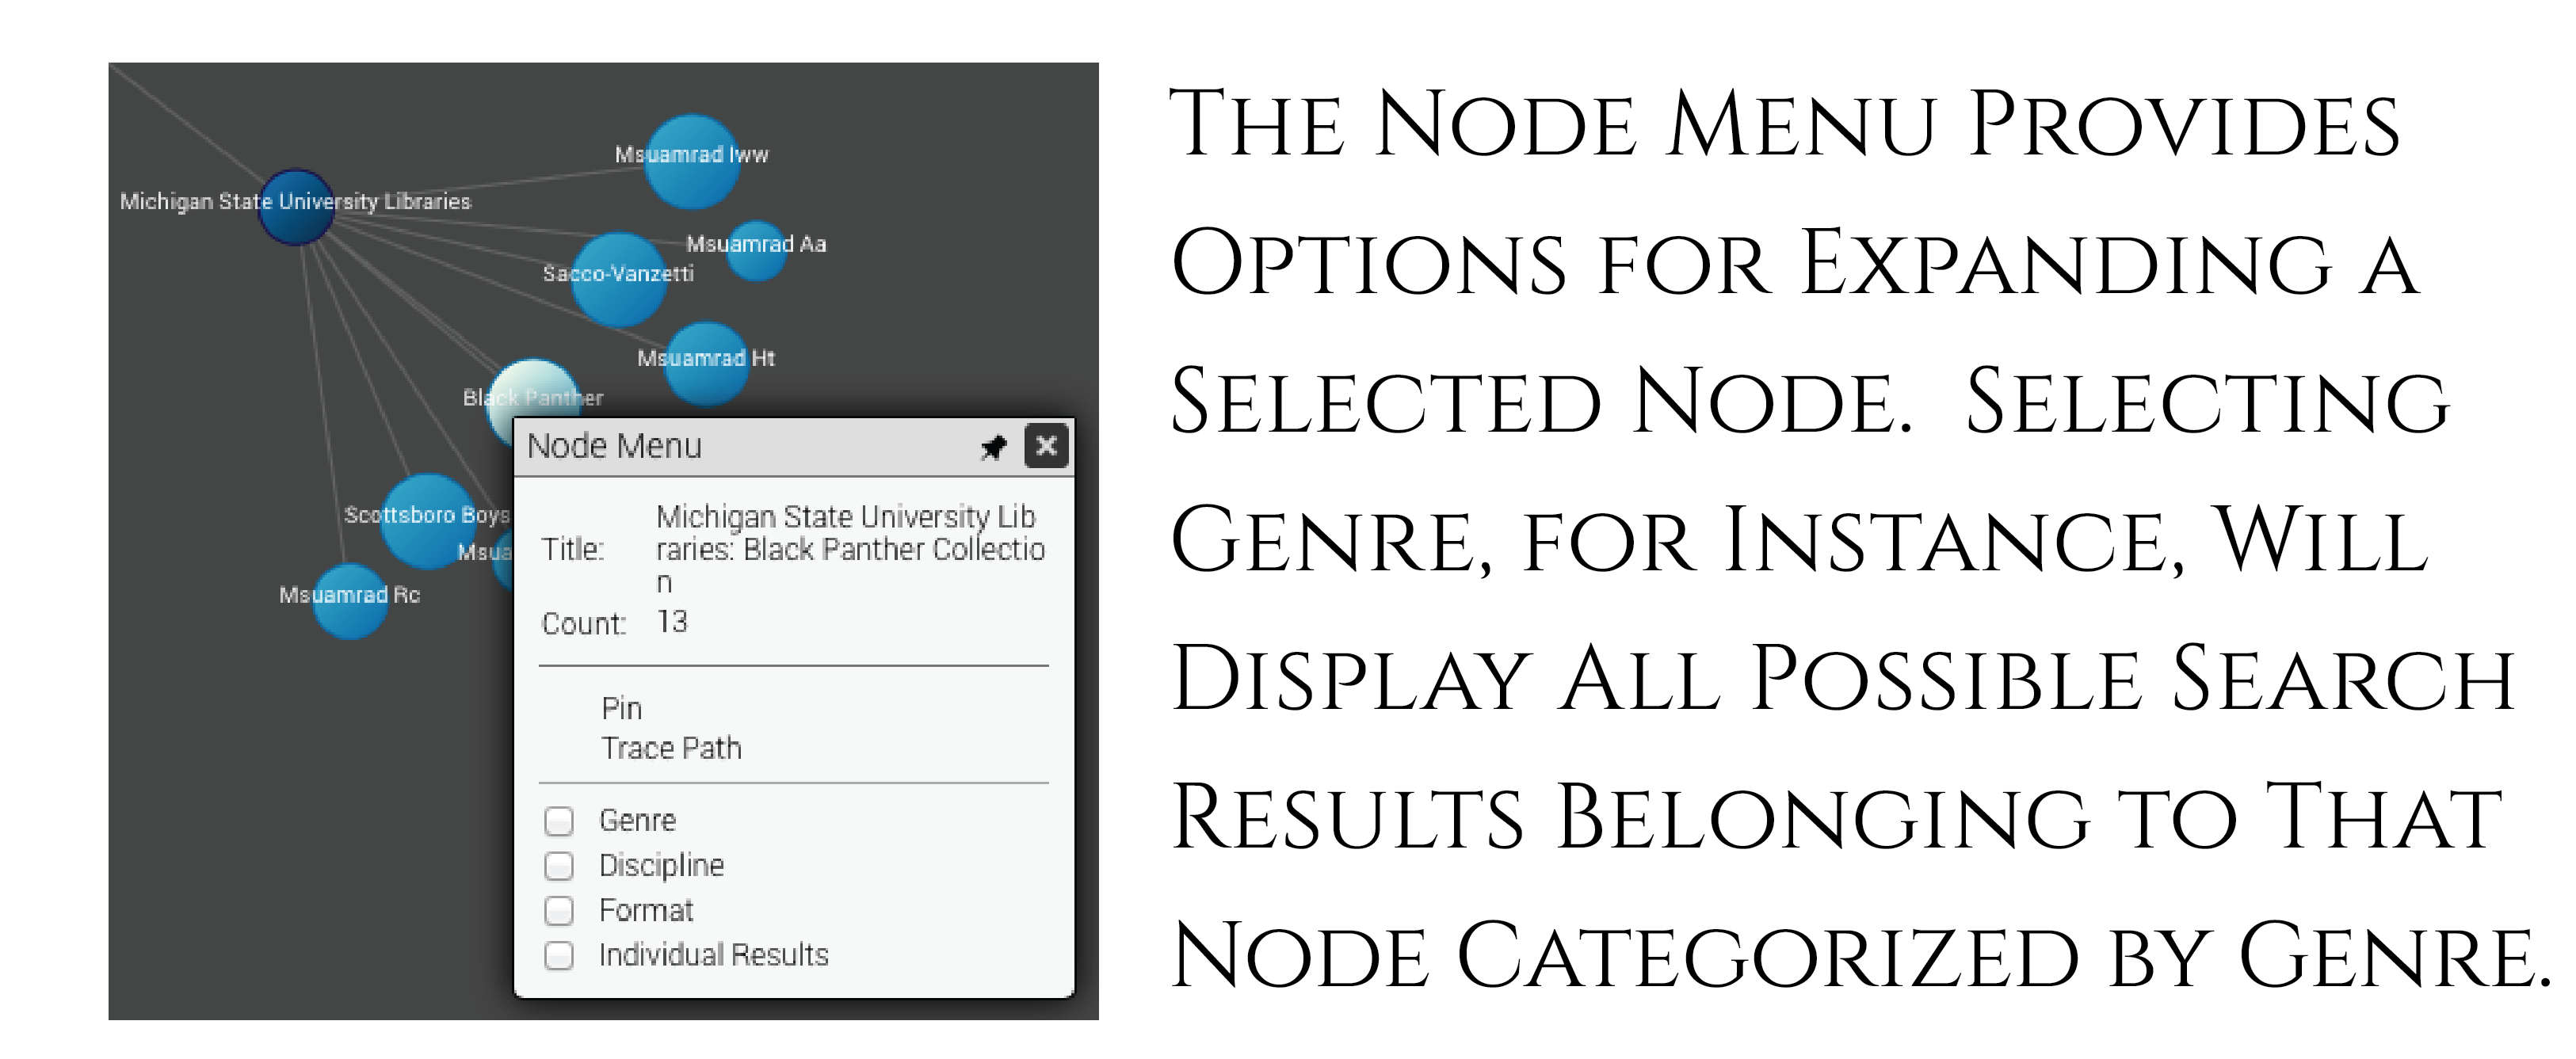 Msuamrad Iww
Michigan State University Libraries
Msuamrad Aa
Sacco-Vanzetti
Msuamrad Ht
Black Panther
Scottsboro Boys
Msua
Msuamrad Rc
Node Menu
Title: Michigan State University Lib
raries: Black Panther Collectio
n
Count: 13
Pin
Trace Path
Genre
Discipline
Format
Individual Results
The Node Menu Provides
Options for Expanding a
Selected Node. Selecting
Genre, for Instance, Will
Display All Possible Search
Results Belonging to That
Node Categorized by Genre.